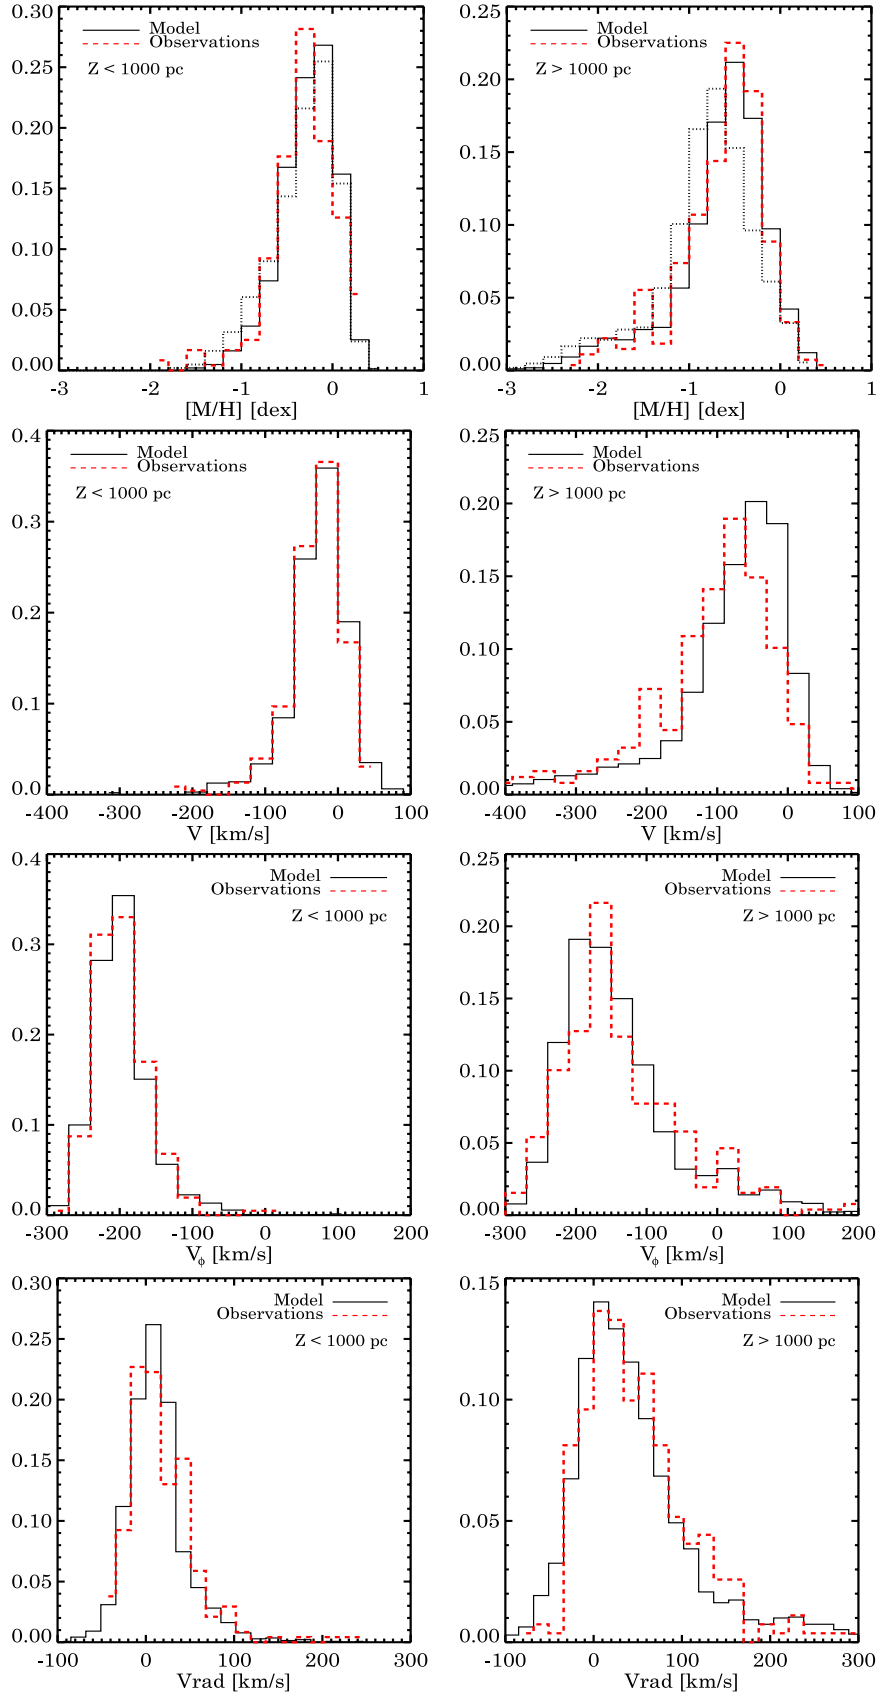 Model
Observations
Z < 1000 pc
0.30
0.25
0.20
0.15
0.10
0.05
0.00
-3 -2 -1 0 1
[M/H] [dex]
Model
Observations
Z > 1000 pc
0.25
0.20
0.15
0.10
0.05
0.00
-3 -2 -1 0 1
[M/H] [dex]
Model
Observations
Z < 1000 pc
0.4
0.3
0.2
0.1
0.0
-400 -300 -200 -100 0 100
V [km/s]
Model
Observations
Z > 1000 pc
0.25
0.20
0.15
0.10
0.05
0.00
-400 -300 -200 -100 0 100
V [km/s]
Model
Observations
Z < 1000 pc
0.4
0.3
0.2
0.1
0.0
-300 -200 -100 0 100 200
Vϕ [km/s]
Model
Observations
Z > 1000 pc
0.25
0.20
0.15
0.10
0.05
0.00
-300 -200 -100 0 100 200
Vϕ [km/s]
Model
Observations
Z < 1000 pc
0.30
0.25
0.20
0.15
0.10
0.05
0.00
-100 0 100 200 300
Vrad [km/s]
Model
Observations
Z > 1000 pc
0.15
0.10
0.05
0.00
-100 0 100 200 300
Vrad [km/s]